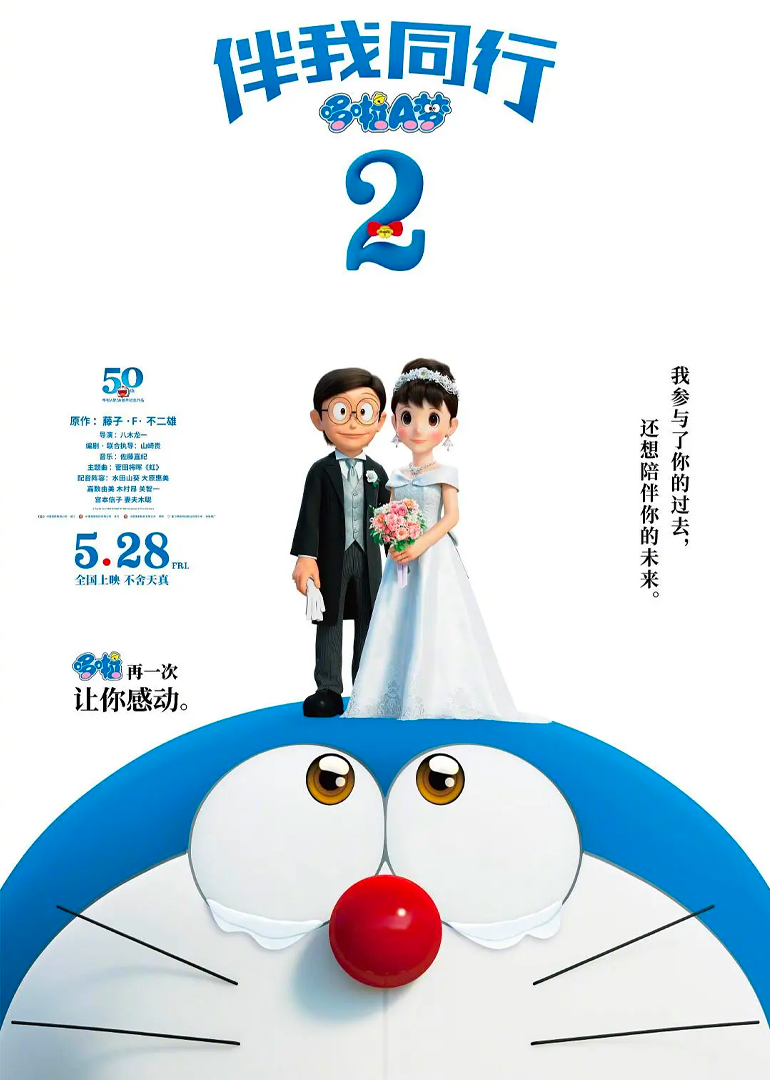 伴我同行
哆啦A梦
2
50th
原作：藤子·F·不二雄
导演：八木龙一
编剧·联合执导：山崎贵
音乐：佐藤直纪
主题曲：菅田将晖《虹》
配音阵容：水田山葵 大原惠美
嘉数由美 木村昴 关智一
宫本信子 妻夫木聪
5.28 FRI.
全国上映 不舍天真
哆啦 再一次
让你感动。
我参与了你的过去，
还想陪伴你的未来。